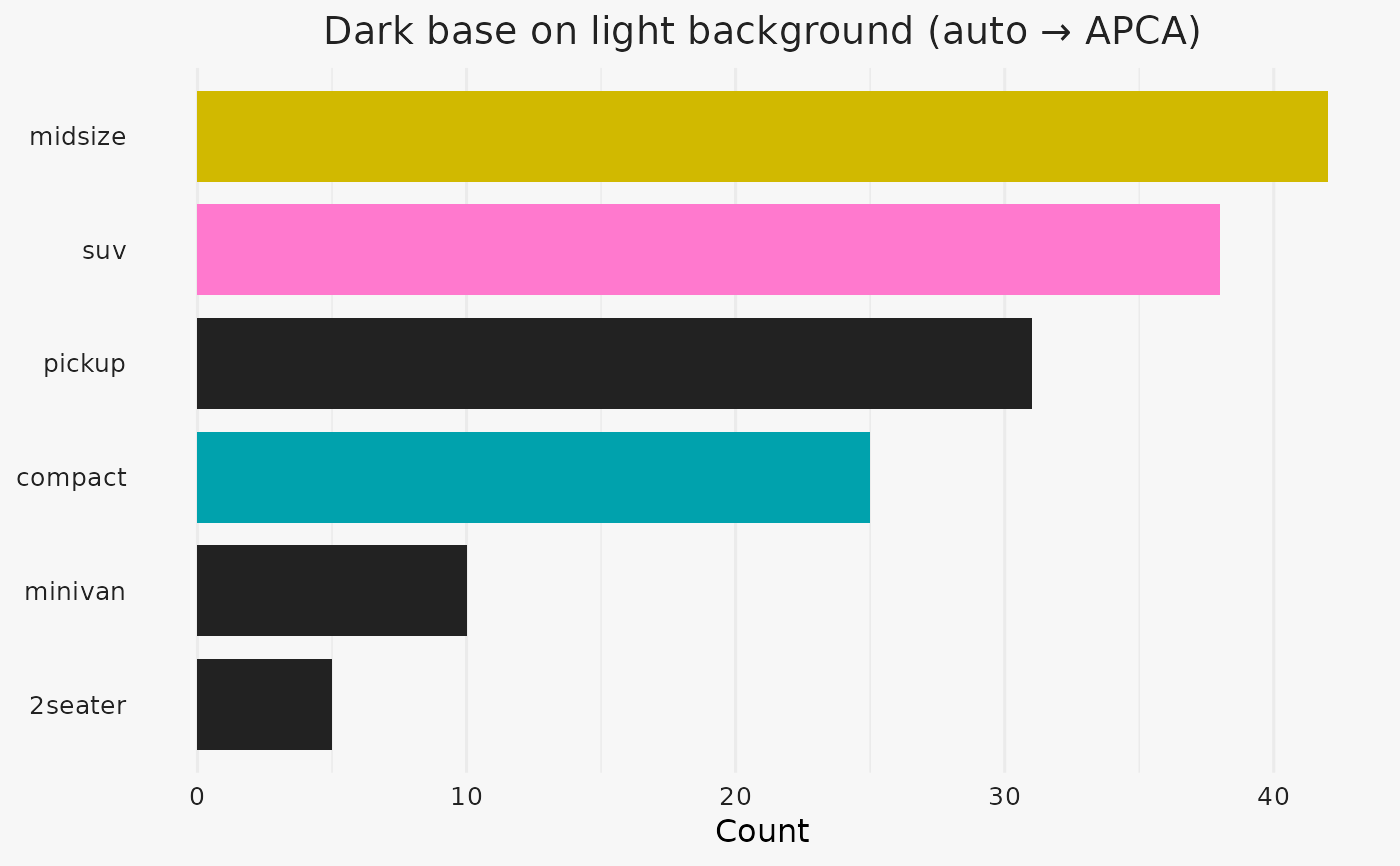 Dark base on light background (auto → APCA)
midsize
suv
pickup
compact
minivan
2seater
0 10 20 30 40
Count